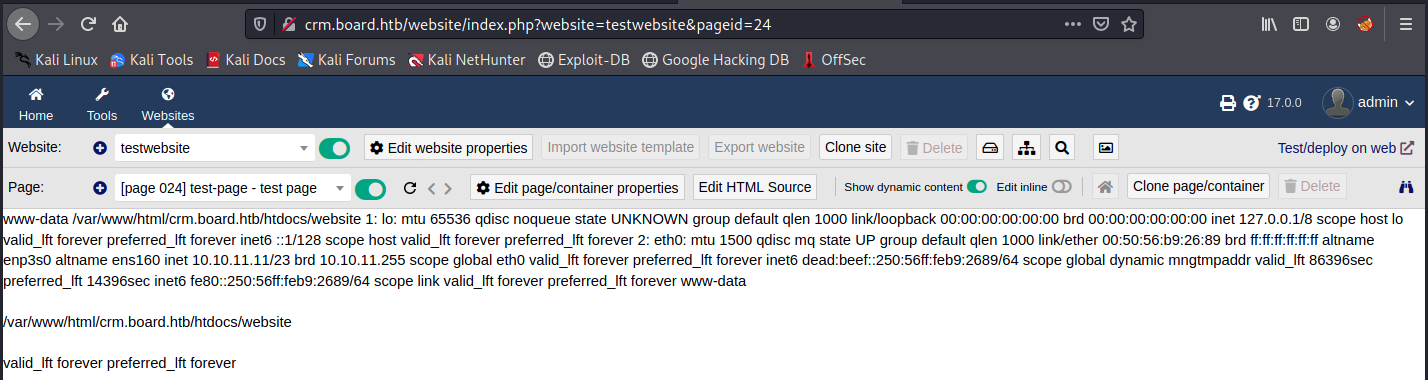 crm.board.htb/website/index.php?website=testwebsite&pageid=24
Kali Linux Kali Tools Kali Docs Kali Forums Kali NetHunter Exploit-DB Google Hacking DB OffSec
Home Tools Websites 17.0.0 admin
Website: testwebsite Edit website properties Import website template Export website Clone site Delete Test/deploy on web
Page: [page 024] test-page - test page Edit page/container properties Edit HTML Source Show dynamic content Edit inline Clone page/container Delete
www-data /var/www/html/crm.board.htb/htdocs/website 1: lo: mtu 65536 qdisc noqueue state UNKNOWN group default qlen 1000 link/loopback 00:00:00:00:00:00 brd 00:00:00:00:00:00 inet 127.0.0.1/8 scope host lo
valid_lft forever preferred_lft forever inet6 ::1/128 scope host valid_lft forever preferred_lft forever 2: eth0: mtu 1500 qdisc mq state UP group default qlen 1000 link/ether 00:50:56:b9:26:89 brd ff:ff:ff:ff:ff:ff altname
enp3s0 altname ens160 inet 10.10.11.11/23 brd 10.10.11.255 scope global eth0 valid_lft forever preferred_lft forever inet6 dead:beef::250:56ff:feb9:2689/64 scope global dynamic mngtmpaddr valid_lft 86396sec
preferred_lft 14396sec inet6 fe80::250:56ff:feb9:2689/64 scope link valid_lft forever preferred_lft forever www-data
/var/www/html/crm.board.htb/htdocs/website
valid_lft forever preferred_lft forever